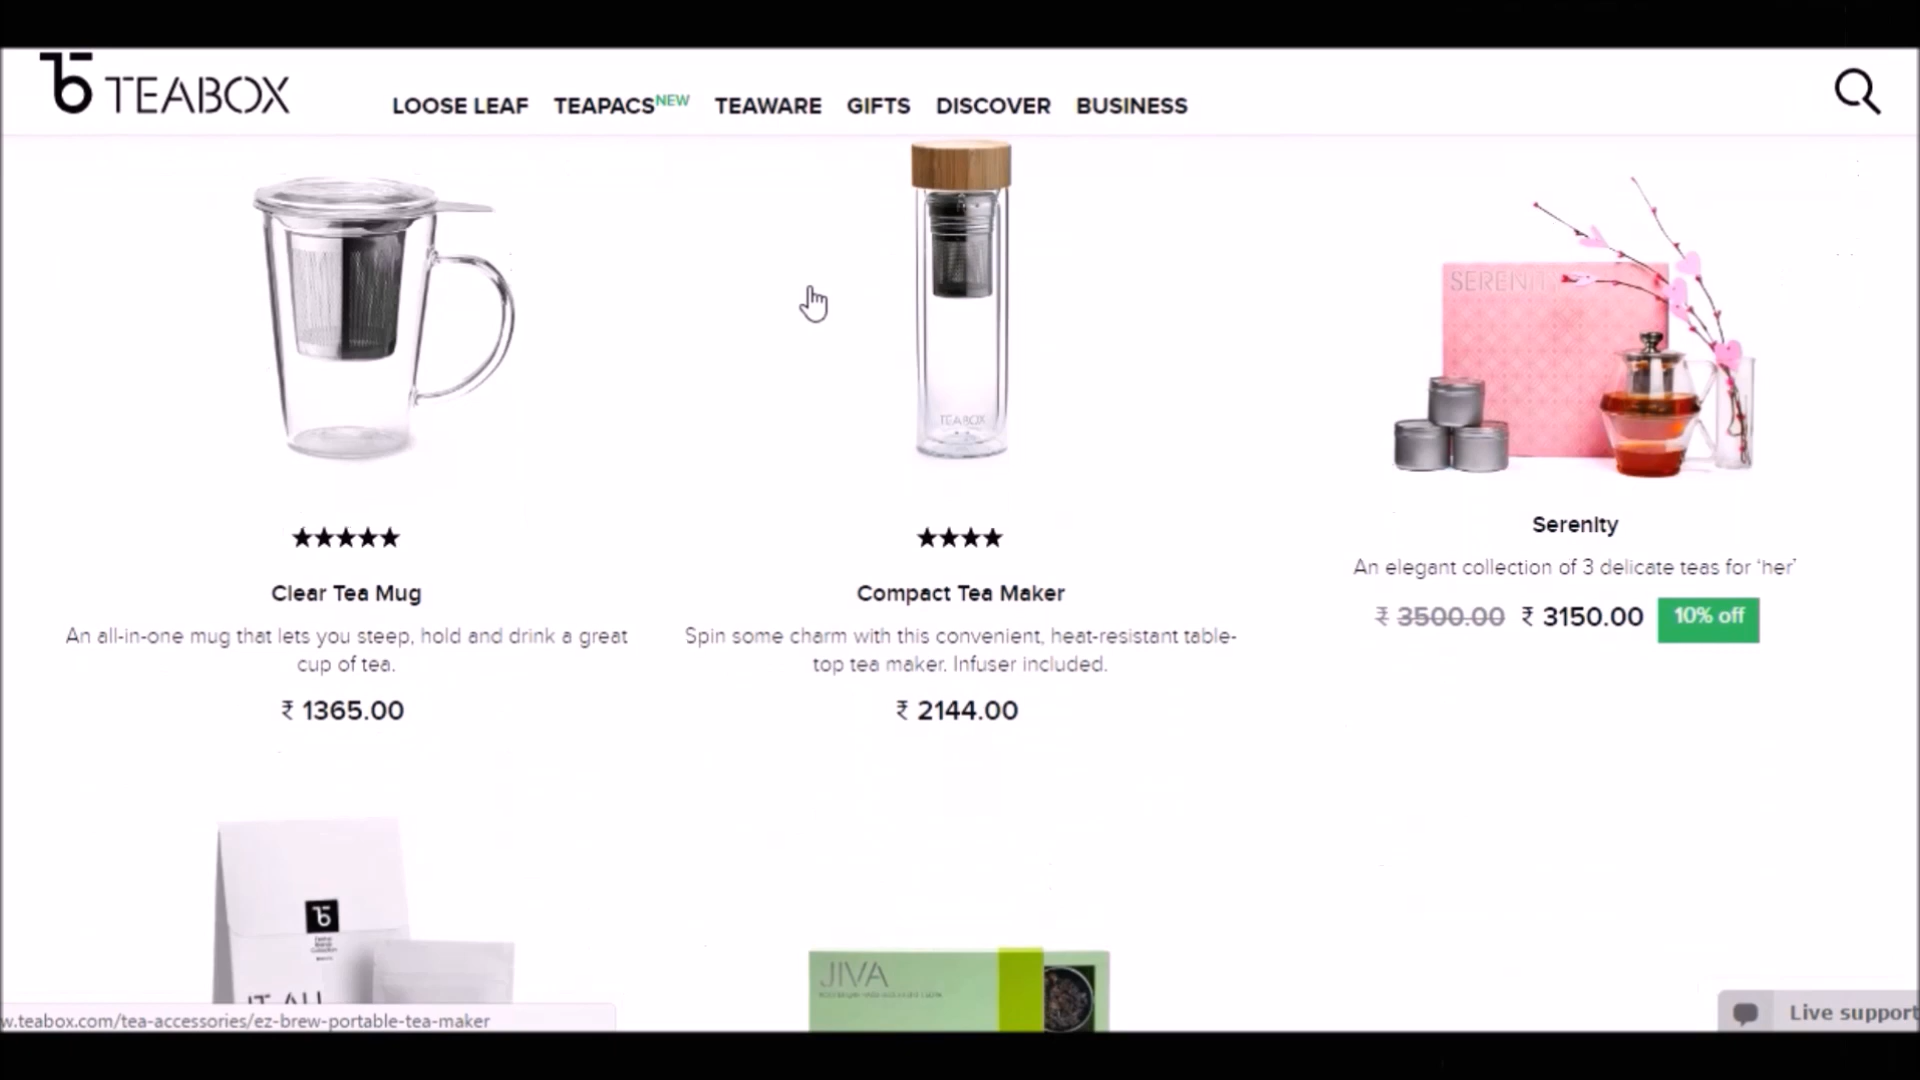 TEABOX
LOOSE LEAF TEAPACS NEW TEAWARE GIFTS DISCOVER BUSINESS
TEABOX
SERENITY
★★★★★
Clear Tea Mug
An all-in-one mug that lets you steep, hold and drink a great
cup of tea.
₹ 1365.00
★★★★
Compact Tea Maker
Spin some charm with this convenient, heat-resistant table-
top tea maker. Infuser included.
₹ 2144.00
Serenity
An elegant collection of 3 delicate teas for ‘her’
₹ 3500.00 ₹ 3150.00 10% off
JIVA
w.teabox.com/tea-accessories/ez-brew-portable-tea-maker
Live support